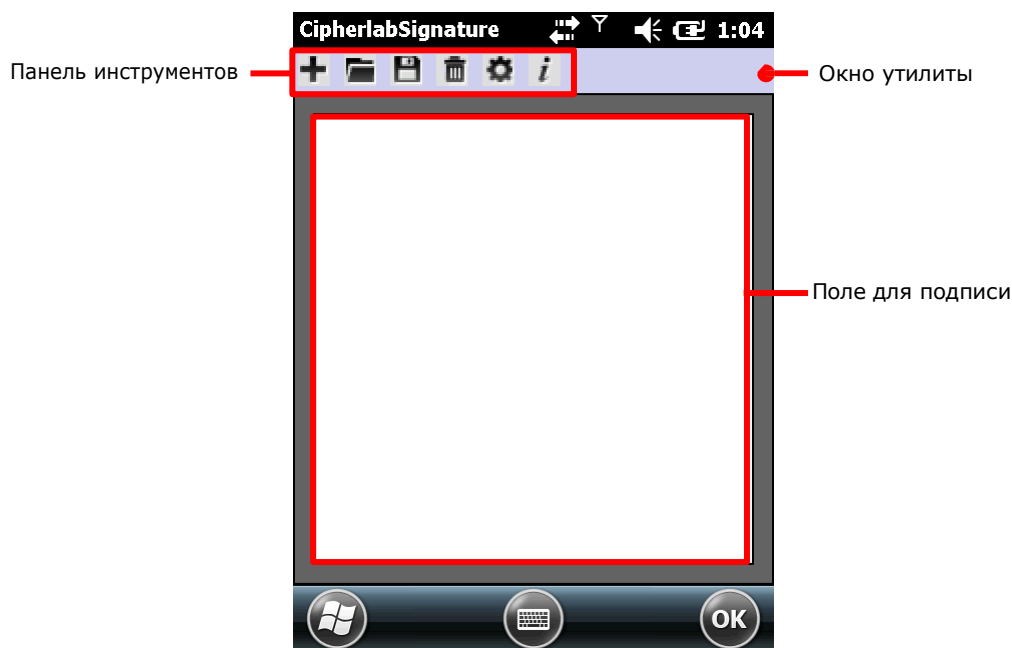 CipherlabSignature 1:04
Панель инструментов
Окно утилиты
Поле для подписи
OK